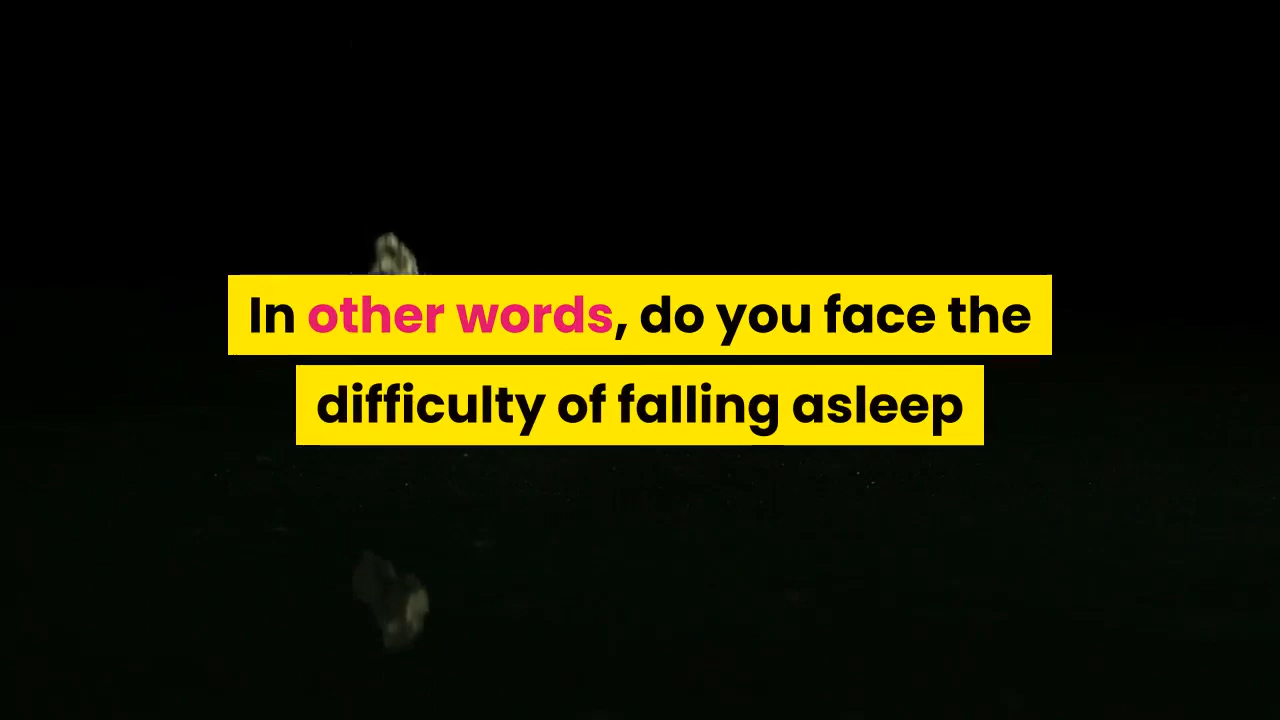 In other words, do you face the
difficulty of falling asleep